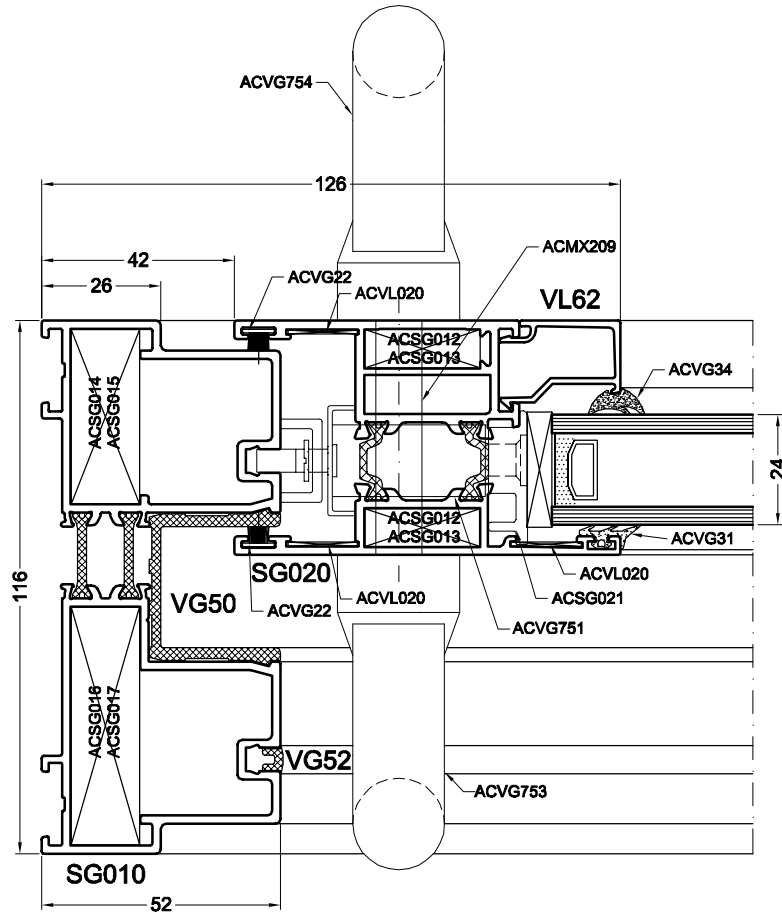 ACVG754
126
42
ACMX209
26
ACVG22
ACVL020
VL62
ACSG012
ACSG013
ACVG34
ACSG014
ACSG015
24
116
ACSG012
ACSG013
ACVG31
SG020
ACVL020
VG50
ACVG22
ACVL020
ACSG021
ACVG751
ACSG016
ACSG017
VG52
ACVG753
SG010
52